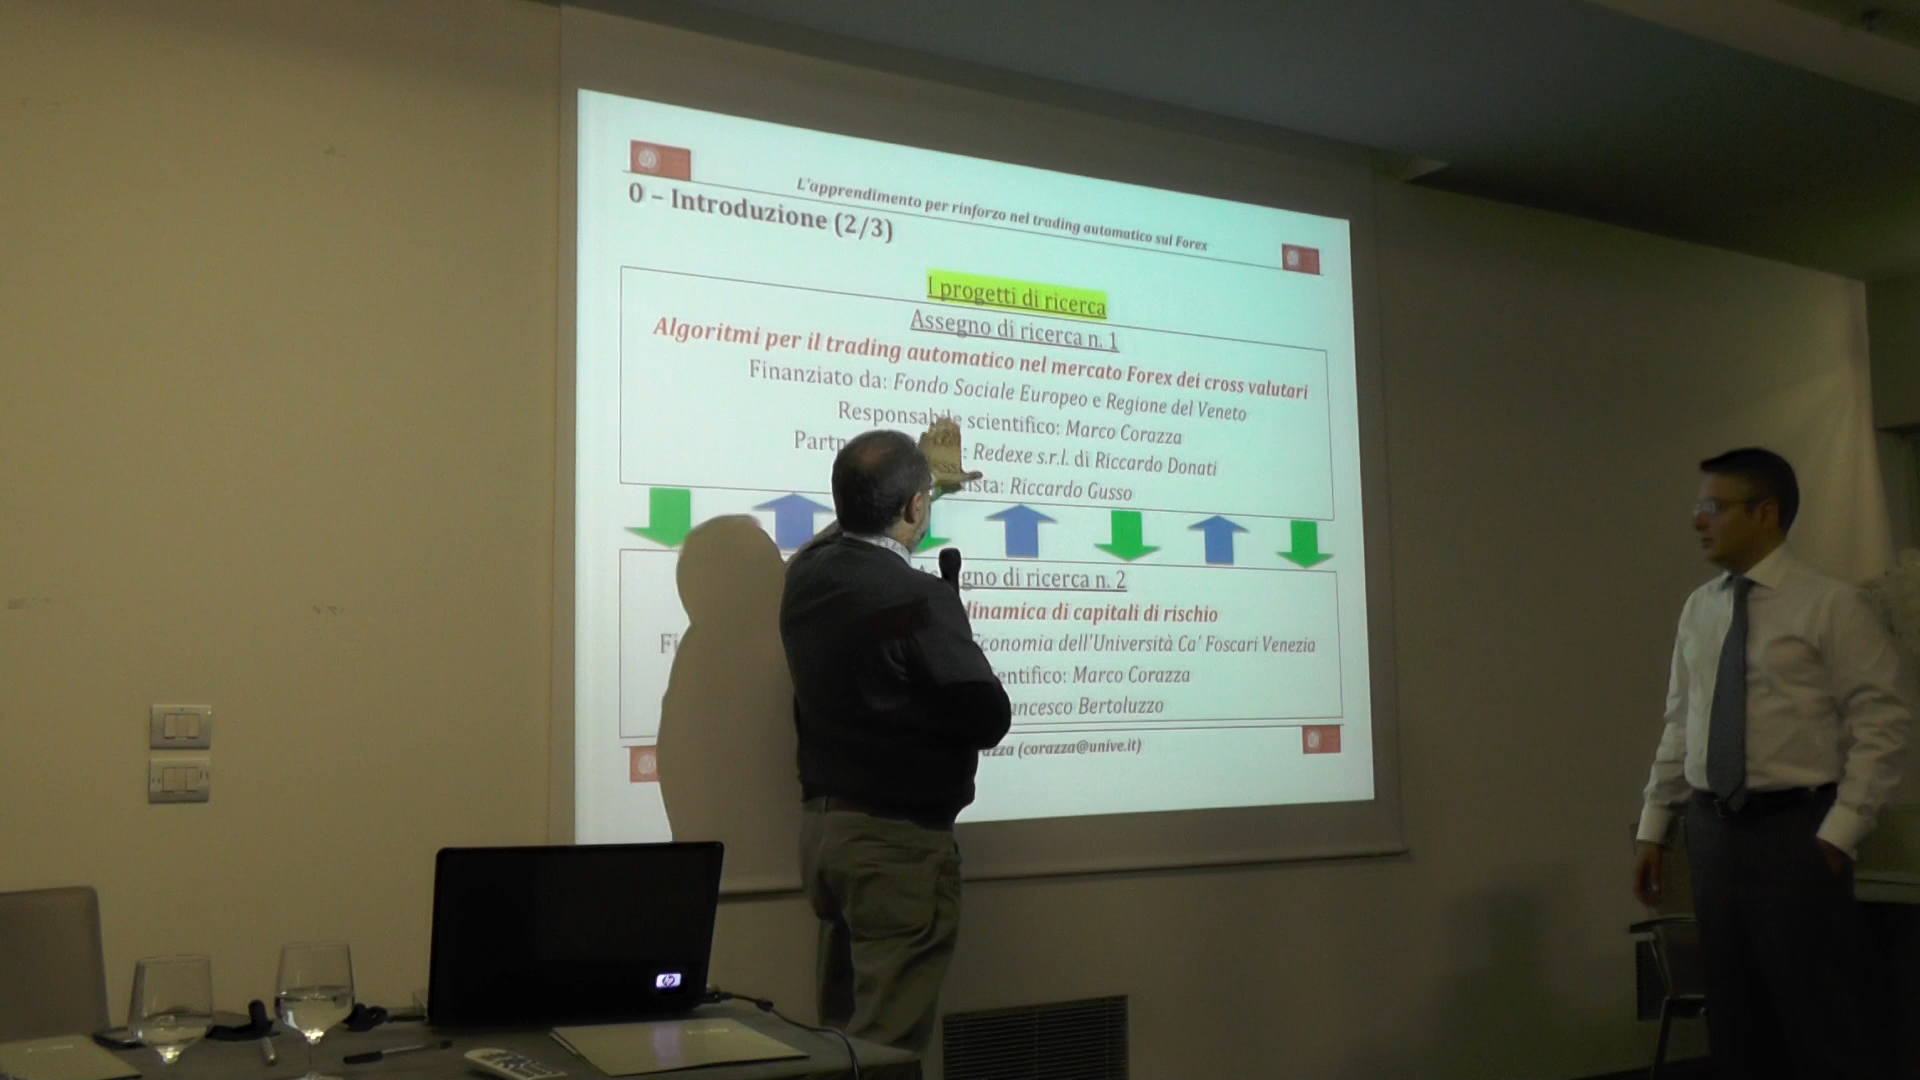 L'apprendimento per rinforzo nel trading automatico sul Forex
0 – Introduzione (2/3)
I progetti di ricerca
Assegno di ricerca n. 1
Algoritmi per il trading automatico nel mercato Forex dei cross valutari
Finanziato da: Fondo Sociale Europeo e Regione del Veneto
Responsabile scientifico: Marco Corazza
: Redexe s.r.l. di Riccardo Donati
: Riccardo Gusso
di ricerca n. 2
di capitali di rischio
dell'Università Ca' Foscari Venezia
Marco Corazza
Bertoluzzo
(corazza@unive.it)
hp